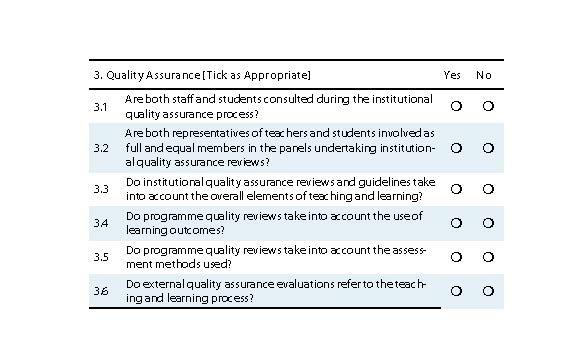 3. Quality Assurance [Tick as Appropriate] Yes No
3.1 Are both staff and students consulted during the institutional
quality assurance process?
3.2 Are both representatives of teachers and students involved as
full and equal members in the panels undertaking institution-
al quality assurance reviews?
3.3 Do institutional quality assurance reviews and guidelines take
into account the overall elements of teaching and learning?
3.4 Do programme quality reviews take into account the use of
learning outcomes?
3.5 Do programme quality reviews take into account the assess-
ment methods used?
3.6 Do external quality assurance evaluations refer to the teach-
ing and learning process?